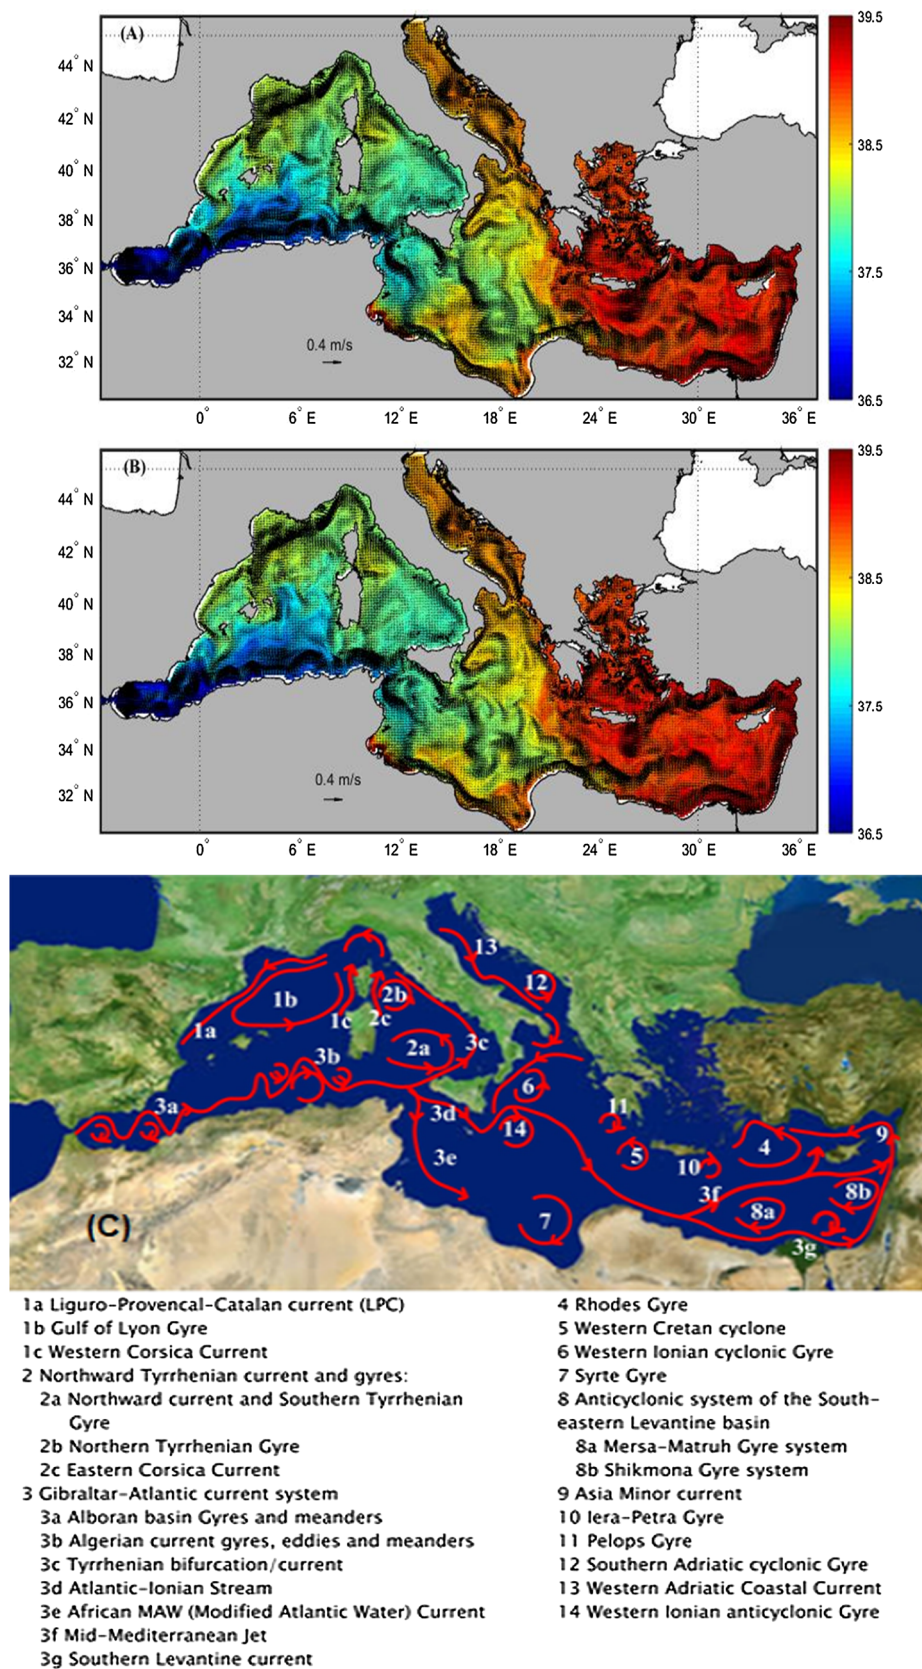 (A)
44° N
42° N
40° N
38° N
36° N
34° N
32° N
0.4 m/s
0° 6° E 12° E 18° E 24° E 30° E 36° E
39.5
38.5
37.5
36.5
(B)
44° N
42° N
40° N
38° N
36° N
34° N
32° N
0.4 m/s
0° 6° E 12° E 18° E 24° E 30° E 36° E
39.5
38.5
37.5
36.5
13
12
1b
2b
1a
1c
2c
2a
3c
3b
3a
6
3d
14
11
3e
5
10
4
9
3f
8b
8a
7
3g
(C)
1a Liguro-Provencal-Catalan current (LPC)
1b Gulf of Lyon Gyre
1c Western Corsica Current
2 Northward Tyrrhenian current and gyres:
2a Northward current and Southern Tyrrhenian
Gyre
2b Northern Tyrrhenian Gyre
2c Eastern Corsica Current
3 Gibraltar-Atlantic current system
3a Alboran basin Gyres and meanders
3b Algerian current gyres, eddies and meanders
3c Tyrrhenian bifurcation/current
3d Atlantic-Ionian Stream
3e African MAW (Modified Atlantic Water) Current
3f Mid-Mediterranean Jet
3g Southern Levantine current
4 Rhodes Gyre
5 Western Cretan cyclone
6 Western Ionian cyclonic Gyre
7 Syrte Gyre
8 Anticyclonic system of the South-
eastern Levantine basin
8a Mersa-Matruh Gyre system
8b Shikmona Gyre system
9 Asia Minor current
10 Iera-Petra Gyre
11 Pelops Gyre
12 Southern Adriatic cyclonic Gyre
13 Western Adriatic Coastal Current
14 Western Ionian anticyclonic Gyre